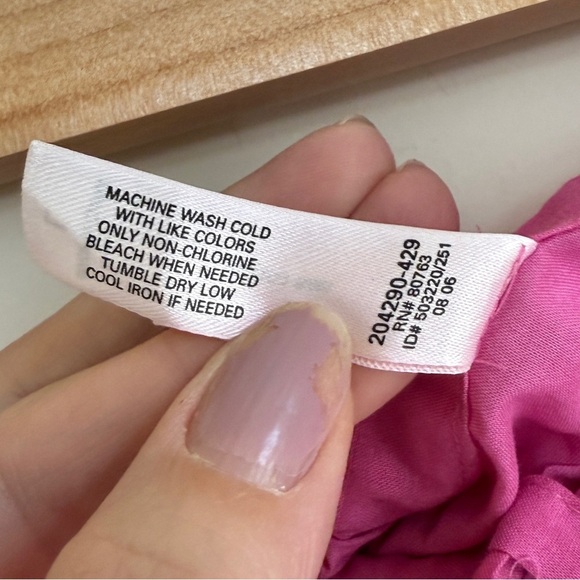 MACHINE WASH COLD
WITH LIKE COLORS
ONLY NON-CHLORINE
BLEACH WHEN NEEDED
TUMBLE DRY LOW
COOL IRON IF NEEDED
204290-429
RN# 80763
ID# 503220/251
08 06